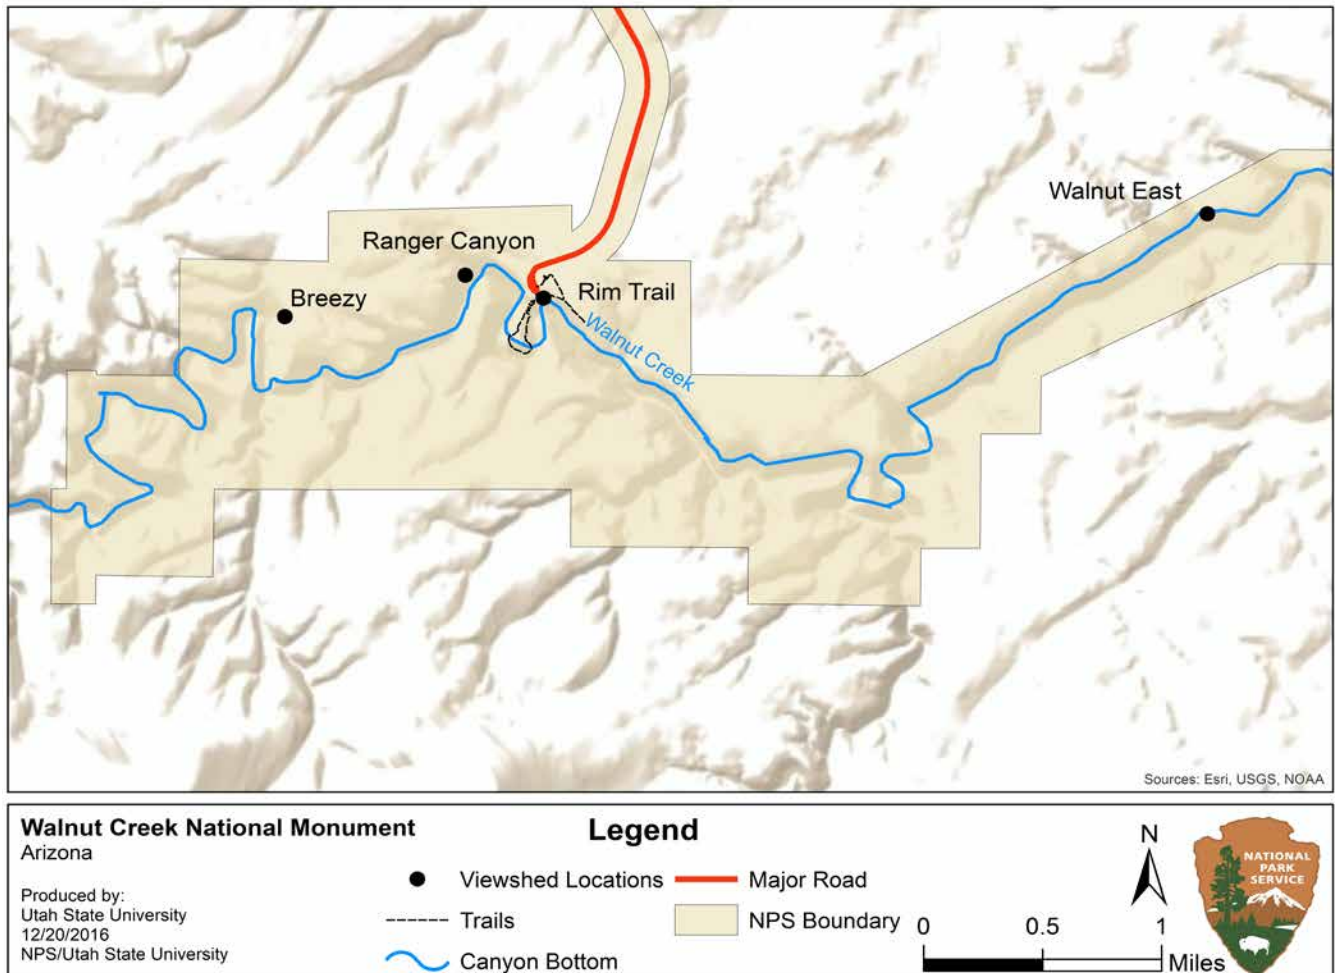 Walnut East
Ranger Canyon
Breezy
Rim Trail
Walnut Creek
Sources: Esri, USGS, NOAA
Walnut Creek National Monument
Arizona
Produced by:
Utah State University
12/20/2016
NPS/Utah State University
Legend
Viewshed Locations
Trails
Canyon Bottom
Major Road
NPS Boundary
N
0 0.5 1
Miles
NATIONAL
PARK
SERVICE